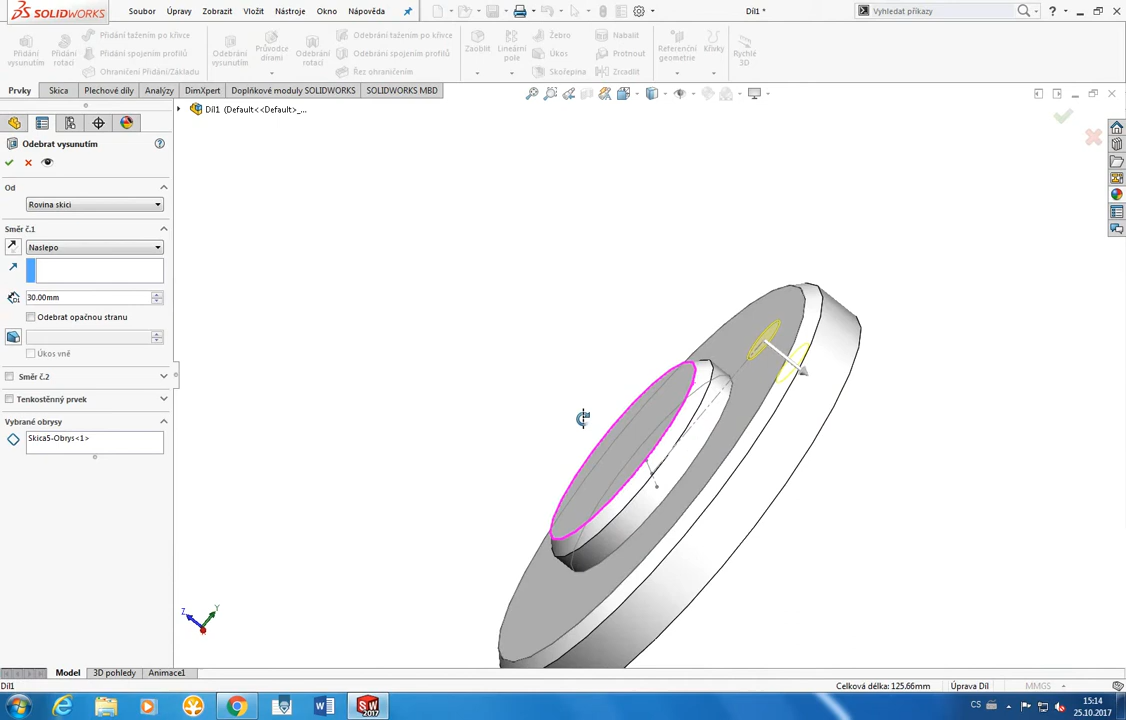 SOLIDWORKS Soubor Úpravy Zobrazit Vložit Nástroje Okno Nápověda Díl1 * Vyhledat příkazy ?
Přidání vysunutím
Přidání rotací
Přidání tažením po křivce
Přidání spojením profilů
Ohraničení Přidání/Základu
Odebrání vysunutím
Průvodce dírami
Odebrání rotací
Odebrání tažením po křivce
Odebrání spojením profilů
Řez ohraničením
Zaoblit
Lineární pole
Žebro
Úkos
Skořepina
Nabalit
Protnout
Zrcadlit
Referenční geometrie
Křivky
Rychlé 3D
Prvky Skica Plechové díly Analýzy DimXpert Doplňkové moduly SOLIDWORKS SOLIDWORKS MBD
Díl1 (Default<<Default>_...
Odebrat vysunutím
Od
Rovina skici
Směr č.1
Naslepo
30.00mm
Odebrat opačnou stranu
Úkos vně
Směr č.2
Tenkostěnný prvek
Vybrané obrysy
Skica5-Obrys<1>
Z Y
Model 3D pohledy Animace1
Díl1 Celková délka: 125.66mm Úprava Díl MMGS
CS 15:14
25.10.2017